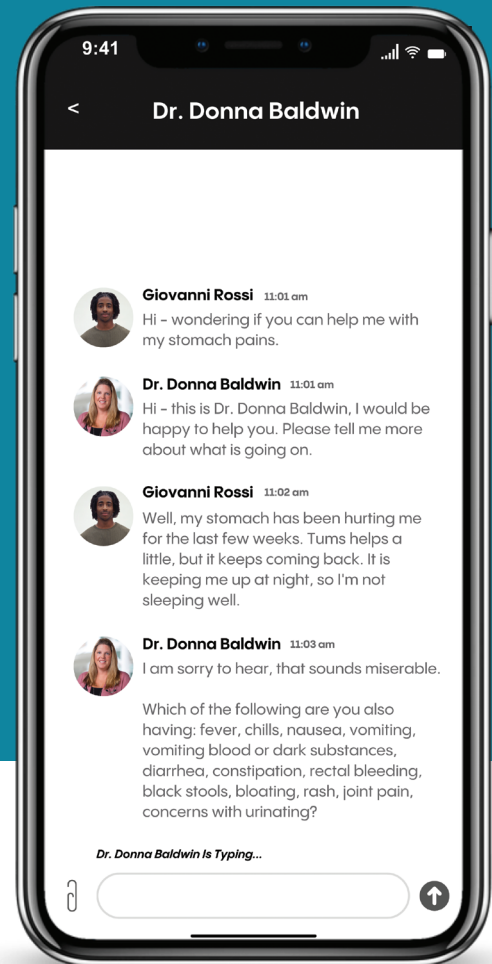 9:41
<
Dr. Donna Baldwin
Giovanni Rossi 11:01 am
Hi - wondering if you can help me with
my stomach pains.
Dr. Donna Baldwin 11:01 am
Hi - this is Dr. Donna Baldwin, I would be
happy to help you. Please tell me more
about what is going on.
Giovanni Rossi 11:02 am
Well, my stomach has been hurting me
for the last few weeks. Tums helps a
little, but it keeps coming back. It is
keeping me up at night, so I'm not
sleeping well.
Dr. Donna Baldwin 11:03 am
I am sorry to hear, that sounds miserable.
Which of the following are you also
having: fever, chills, nausea, vomiting,
vomiting blood or dark substances,
diarrhea, constipation, rectal bleeding,
black stools, bloating, rash, joint pain,
concerns with urinating?
Dr. Donna Baldwin Is Typing...